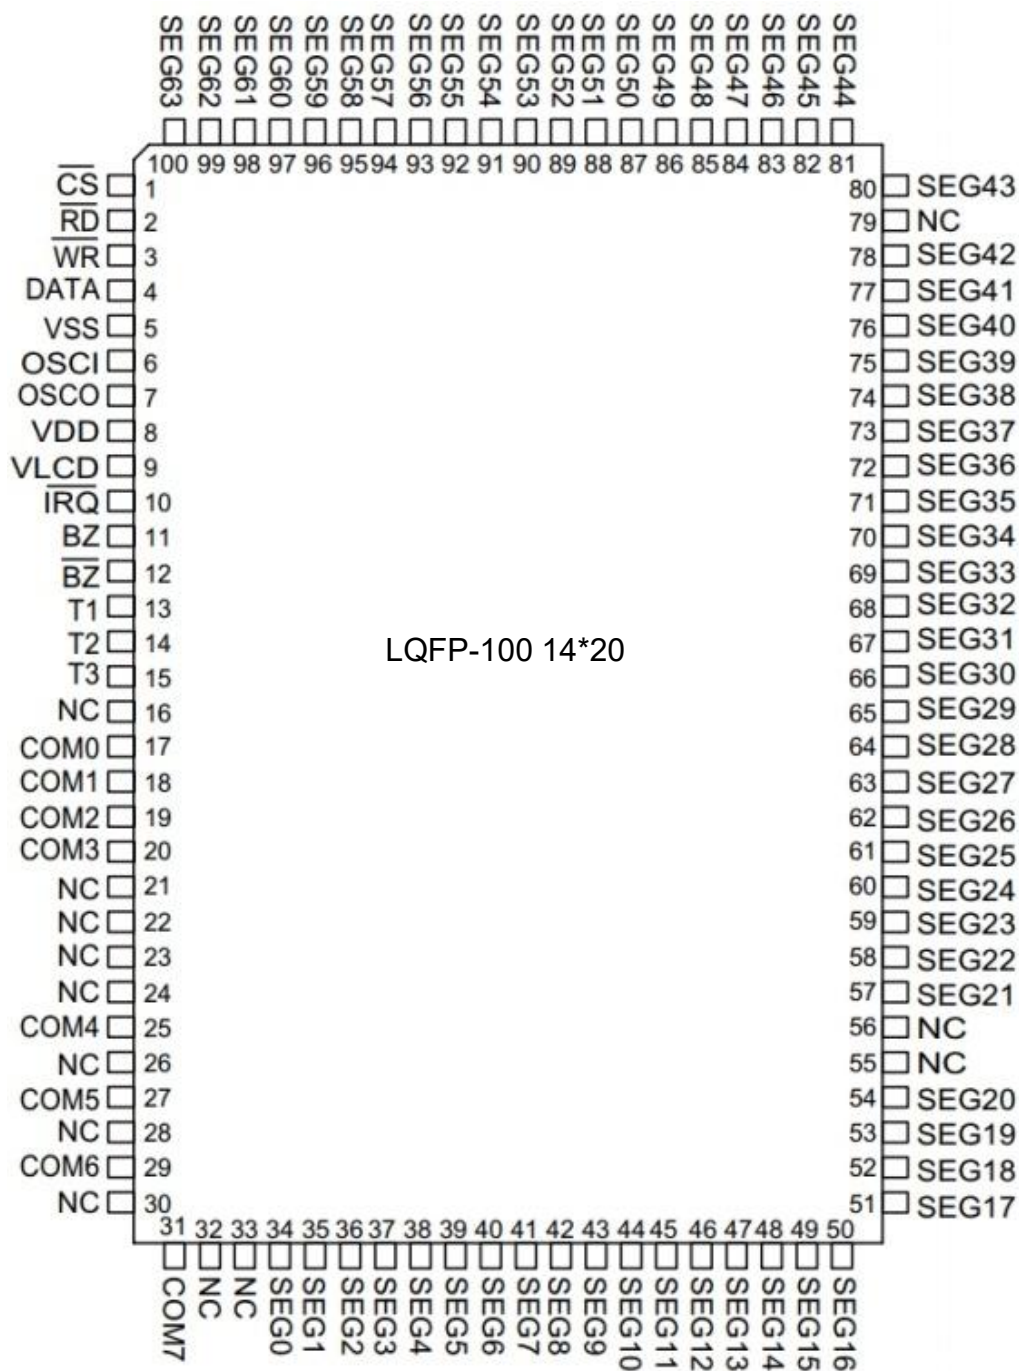 SEG63 SEG62 SEG61 SEG60 SEG59 SEG58 SEG57 SEG56 SEG55 SEG54 SEG53 SEG52 SEG51 SEG50 SEG49 SEG48 SEG47 SEG46 SEG45 SEG44
100 99 98 97 96 95 94 93 92 91 90 89 88 87 86 85 84 83 82 81
C̅S̅ 1 80 SEG43
R̅D̅ 2 79 NC
W̅R̅ 3 78 SEG42
DATA 4 77 SEG41
VSS 5 76 SEG40
OSCI 6 75 SEG39
OSCO 7 74 SEG38
VDD 8 73 SEG37
VLCD 9 72 SEG36
I̅R̅Q̅ 10 71 SEG35
BZ 11 70 SEG34
B̅Z̅ 12 69 SEG33
T1 13 68 SEG32
T2 14 67 SEG31
LQFP-100 14*20
T3 15 66 SEG30
NC 16 65 SEG29
COM0 17 64 SEG28
COM1 18 63 SEG27
COM2 19 62 SEG26
COM3 20 61 SEG25
NC 21 60 SEG24
NC 22 59 SEG23
NC 23 58 SEG22
NC 24 57 SEG21
COM4 25 56 NC
NC 26 55 NC
COM5 27 54 SEG20
NC 28 53 SEG19
COM6 29 52 SEG18
NC 30 51 SEG17
31 32 33 34 35 36 37 38 39 40 41 42 43 44 45 46 47 48 49 50
COM7 NC NC SEG0 SEG1 SEG2 SEG3 SEG4 SEG5 SEG6 SEG7 SEG8 SEG9 SEG10 SEG11 SEG12 SEG13 SEG14 SEG15 SEG16